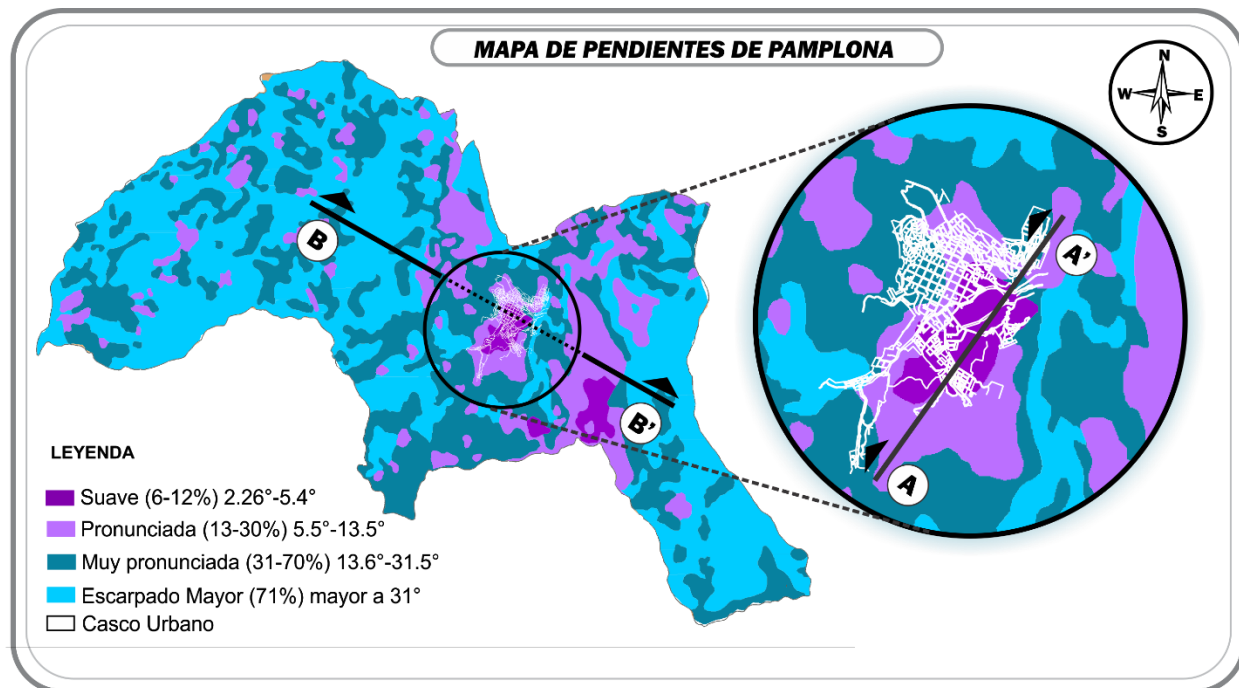 MAPA DE PENDIENTES DE PAMPLONA
N
W E
S
B
A'
B'
A
LEYENDA
Suave (6-12%) 2.26°-5.4°
Pronunciada (13-30%) 5.5°-13.5°
Muy pronunciada (31-70%) 13.6°-31.5°
Escarpado Mayor (71%) mayor a 31°
Casco Urbano